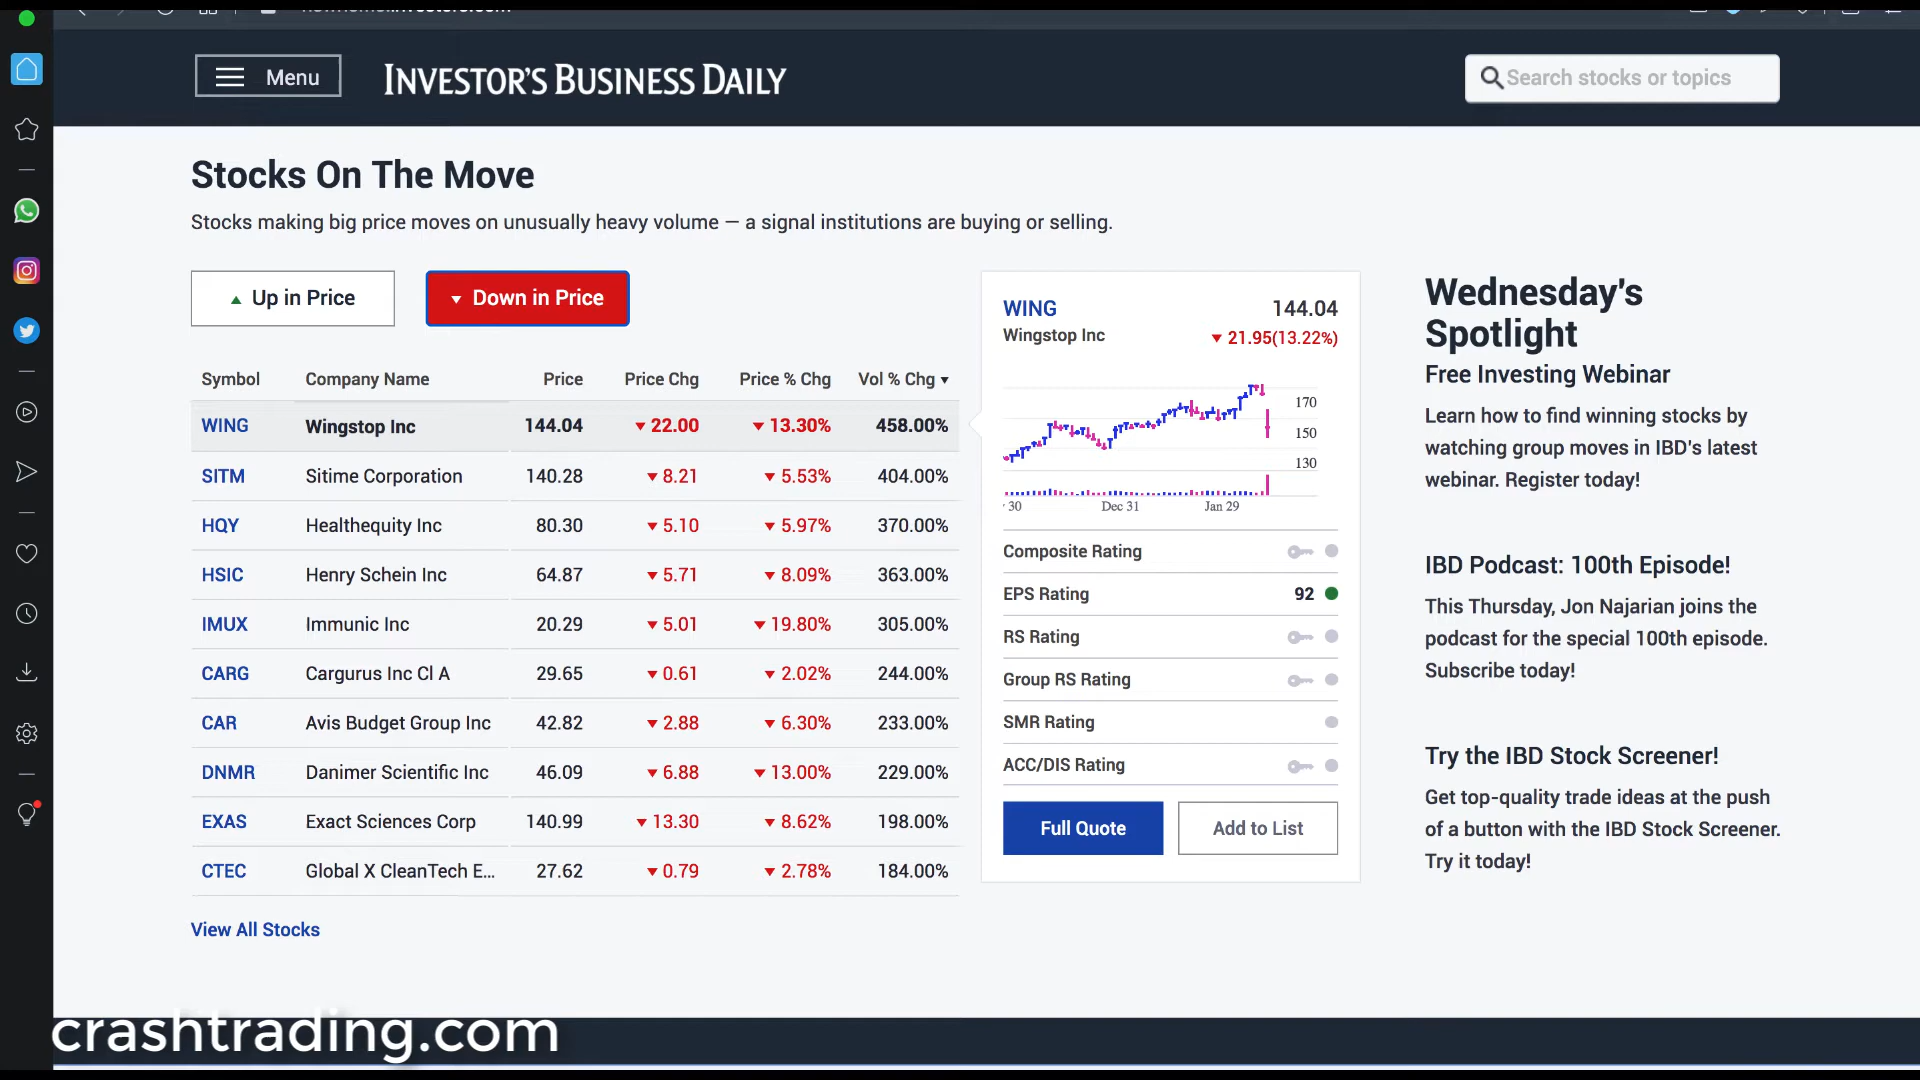 Menu
INVESTOR'S BUSINESS DAILY
Search stocks or topics
Stocks On The Move
Stocks making big price moves on unusually heavy volume — a signal institutions are buying or selling.
Up in Price
Down in Price
Symbol Company Name Price Price Chg Price % Chg Vol % Chg
WING Wingstop Inc 144.04 22.00 13.30% 458.00%
SITM Sitime Corporation 140.28 8.21 5.53% 404.00%
HQY Healthequity Inc 80.30 5.10 5.97% 370.00%
HSIC Henry Schein Inc 64.87 5.71 8.09% 363.00%
IMUX Immunic Inc 20.29 5.01 19.80% 305.00%
CARG Cargurus Inc Cl A 29.65 0.61 2.02% 244.00%
CAR Avis Budget Group Inc 42.82 2.88 6.30% 233.00%
DNMR Danimer Scientific Inc 46.09 6.88 13.00% 229.00%
EXAS Exact Sciences Corp 140.99 13.30 8.62% 198.00%
CTEC Global X CleanTech E... 27.62 0.79 2.78% 184.00%
View All Stocks
WING 144.04
Wingstop Inc 21.95(13.22%)
170
150
130
30 Dec 31 Jan 29
Composite Rating
EPS Rating 92
RS Rating
Group RS Rating
SMR Rating
ACC/DIS Rating
Full Quote
Add to List
Wednesday's
Spotlight
Free Investing Webinar
Learn how to find winning stocks by
watching group moves in IBD's latest
webinar. Register today!
IBD Podcast: 100th Episode!
This Thursday, Jon Najarian joins the
podcast for the special 100th episode.
Subscribe today!
Try the IBD Stock Screener!
Get top-quality trade ideas at the push
of a button with the IBD Stock Screener.
Try it today!
crashtrading.com